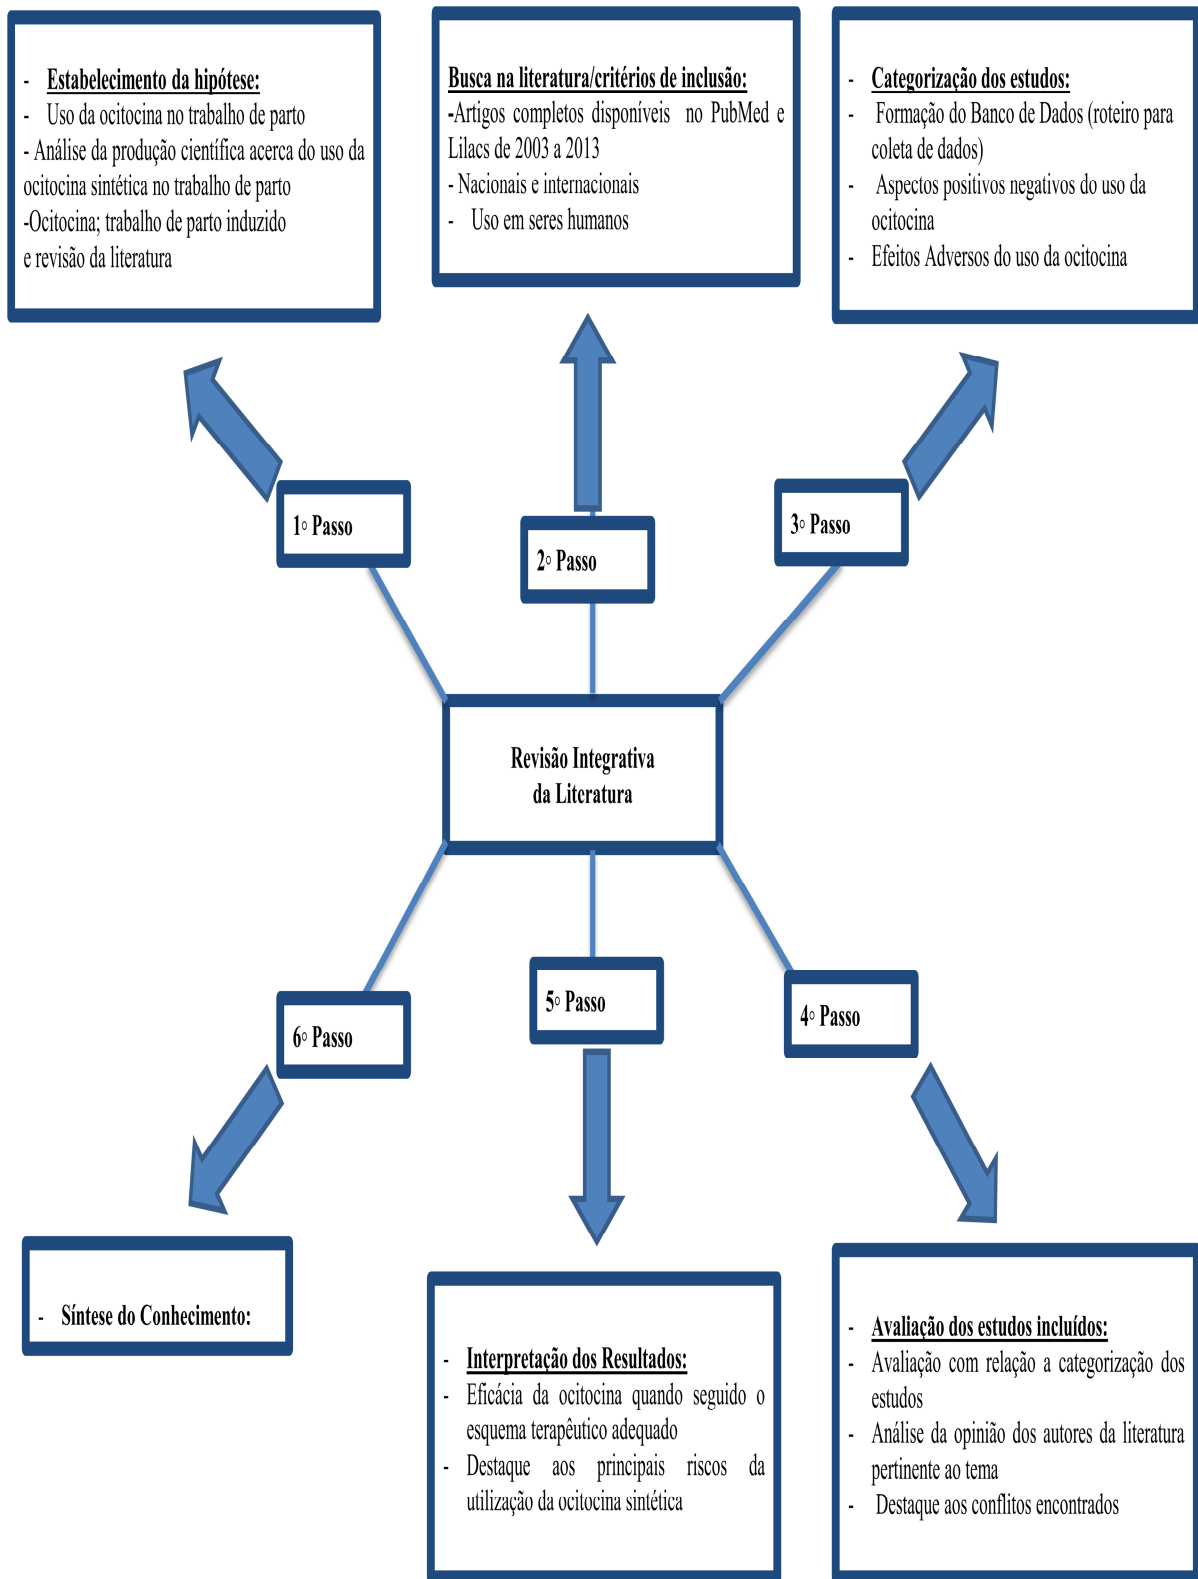 - Estabelecimento da hipótese:
- Uso da ocitocina no trabalho de parto
- Análise da produção científica acerca do uso da
ocitocina sintética no trabalho de parto
-Ocitocina; trabalho de parto induzido
e revisão da literatura
Busca na literatura/critérios de inclusão:
-Artigos completos disponíveis no PubMed e
Lilacs de 2003 a 2013
- Nacionais e internacionais
- Uso em seres humanos
- Categorização dos estudos:
- Formação do Banco de Dados (roteiro para
coleta de dados)
- Aspectos positivos negativos do uso da
ocitocina
- Efeitos Adversos do uso da ocitocina
1◦ Passo
2◦ Passo
3◦ Passo
Revisão Integrativa
da Literatura
6◦ Passo
5◦ Passo
4◦ Passo
- Síntese do Conhecimento:
- Interpretação dos Resultados:
- Eficácia da ocitocina quando seguido o
esquema terapêutico adequado
- Destaque aos principais riscos da
utilização da ocitocina sintética
- Avaliação dos estudos incluídos:
- Avaliação com relação a categorização dos
estudos
- Análise da opinião dos autores da literatura
pertinente ao tema
- Destaque aos conflitos encontrados